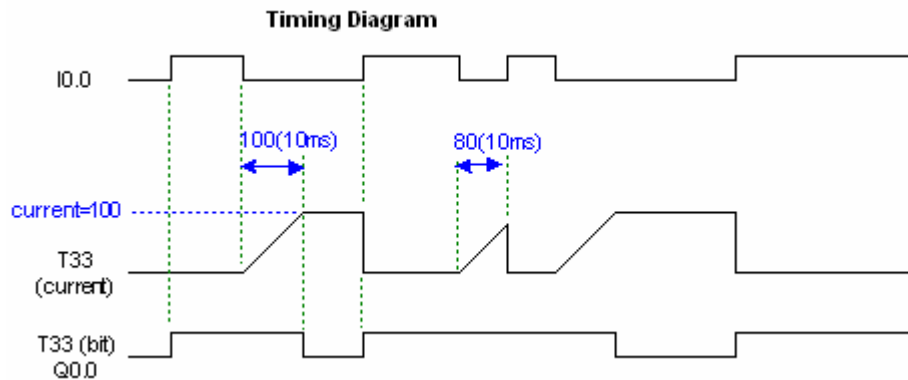 Timing Diagram
I0.0
100(10ms)
80(10ms)
current=100
T33
(current)
T33 (bit)
Q0.0